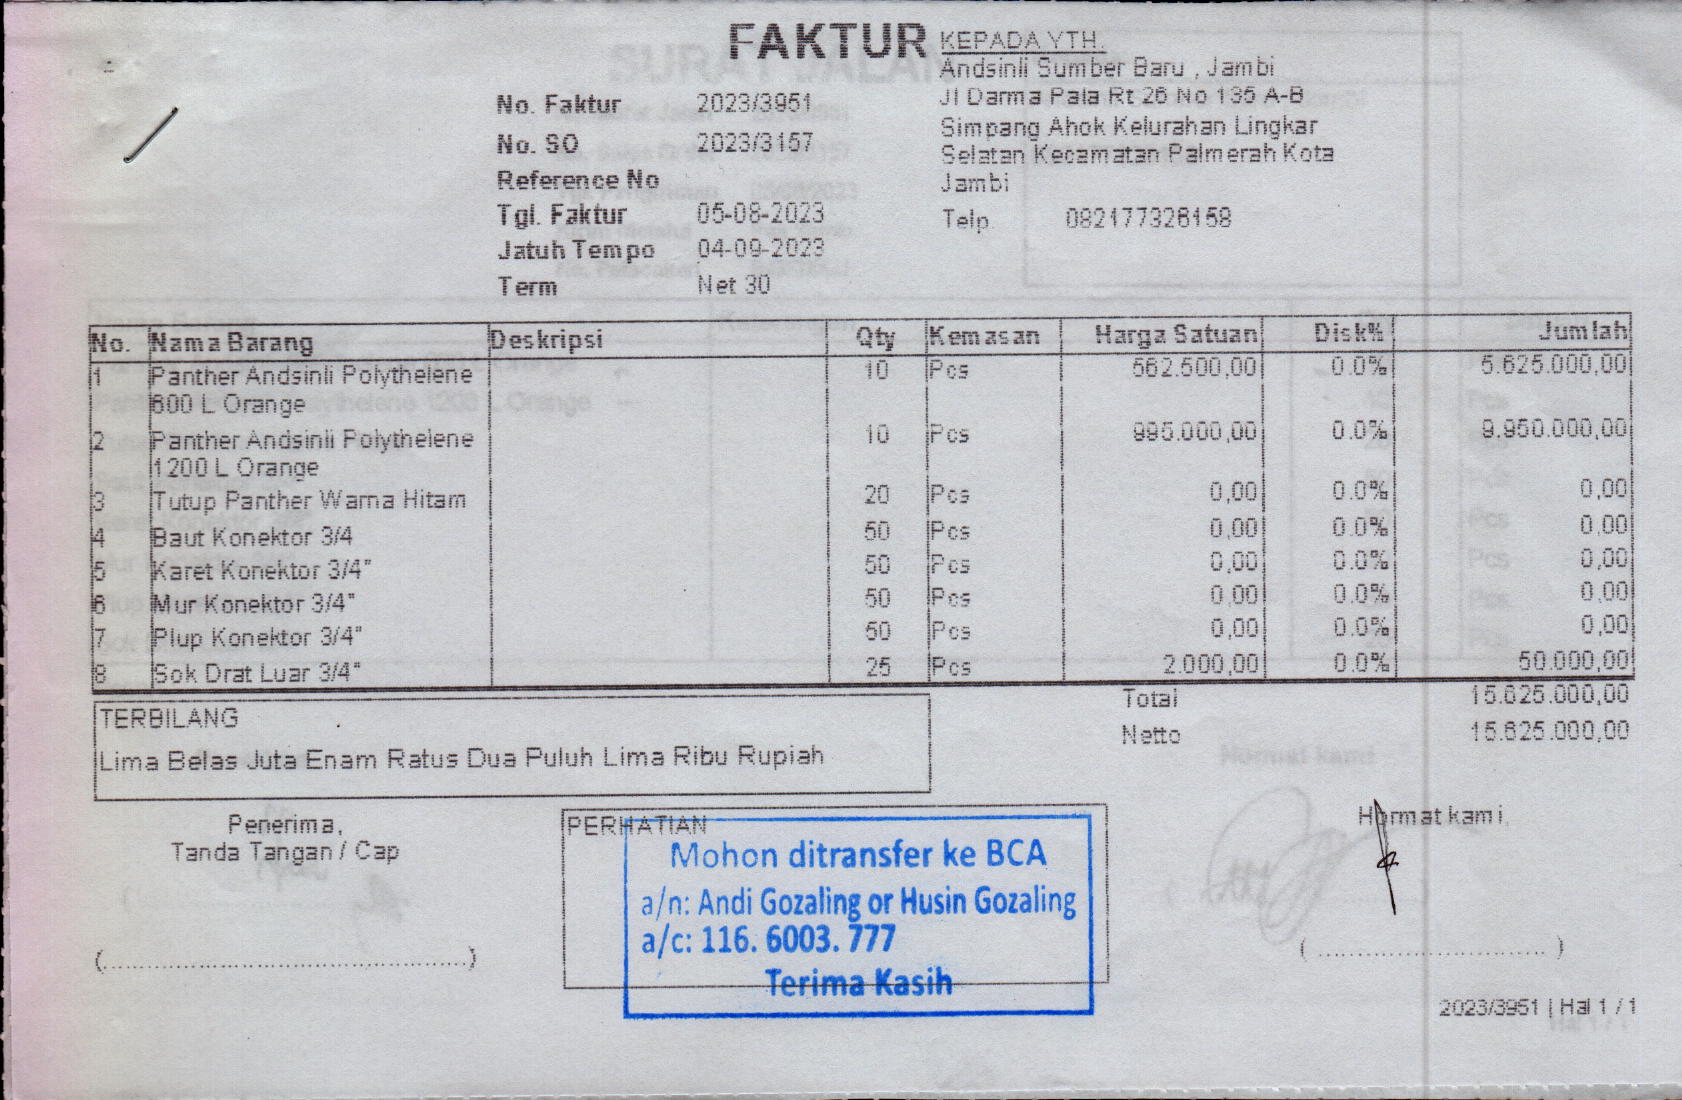 FAKTUR
KEPADA YTH.
Andsinli Sumber Baru , Jambi
Jl Darma Pala Rt 26 No 135 A-B
Simpang Ahok Kelurahan Lingkar
Selatan Kecamatan Palmerah Kota
Jambi
Telp. 082177326158
No. Faktur 2023/3951
No. SO 2023/3157
Reference No
Tgl. Faktur 05-08-2023
Jatuh Tempo 04-09-2023
Term Net 30
No. Nama Barang Deskripsi Qty Kemasan Harga Satuan Disk% Jumlah
1 Panther Andsinli Polythelene 10 Pcs 562.500,00 0.0% 5.625.000,00
600 L Orange
2 Panther Andsinli Polythelene 10 Pcs 995.000,00 0.0% 9.950.000,00
1200 L Orange
3 Tutup Panther Warna Hitam 20 Pcs 0,00 0.0% 0,00
4 Baut Konektor 3/4 50 Pcs 0,00 0.0% 0,00
5 Karet Konektor 3/4" 50 Pcs 0,00 0.0% 0,00
6 Mur Konektor 3/4" 50 Pcs 0,00 0.0% 0,00
7 Plup Konektor 3/4" 50 Pcs 0,00 0.0% 0,00
8 Sok Drat Luar 3/4" 25 Pcs 2.000,00 0.0% 50.000,00
Total 15.625.000,00
Netto 15.625.000,00
TERBILANG
Lima Belas Juta Enam Ratus Dua Puluh Lima Ribu Rupiah
Penerima,
Tanda Tangan / Cap
(..............................................)
PERHATIAN
Mohon ditransfer ke BCA
a/n: Andi Gozaling or Husin Gozaling
a/c: 116. 6003. 777
Terima Kasih
Hormat kami,
( ............................. )
2023/3951 | Hal 1 / 1